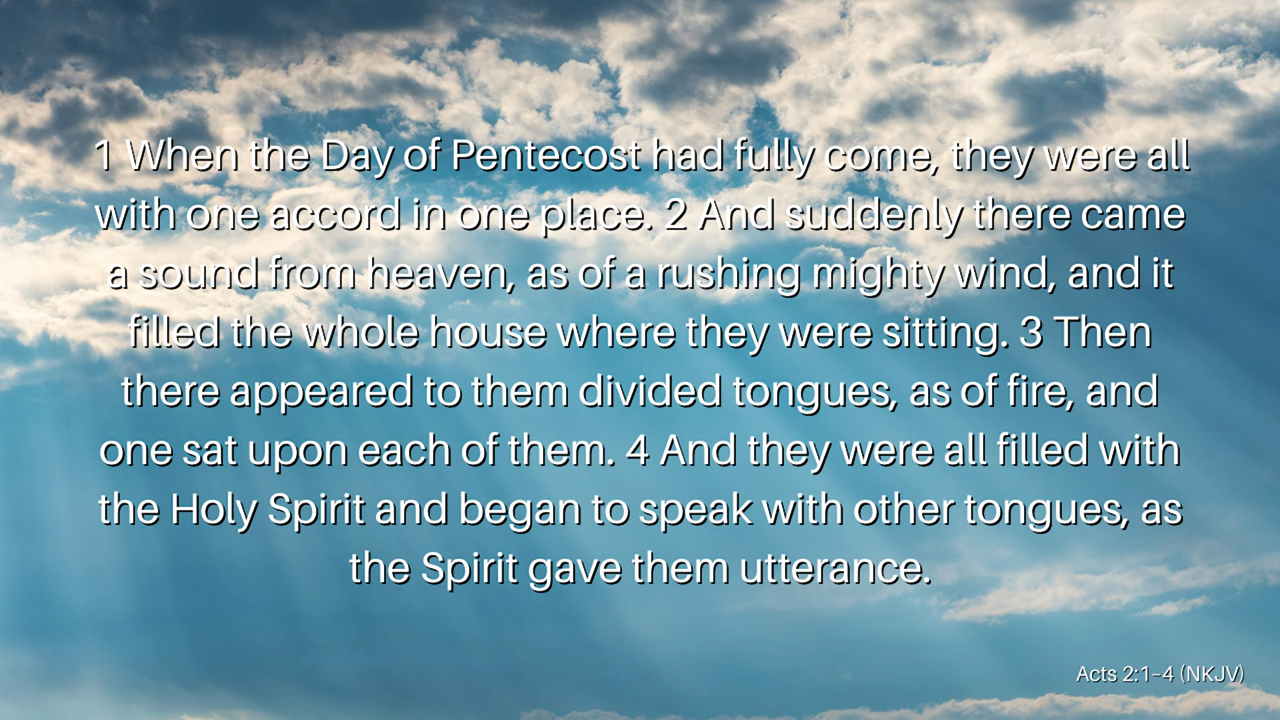 1 When the Day of Pentecost had fully come, they were all
with one accord in one place. 2 And suddenly there came
a sound from heaven, as of a rushing mighty wind, and it
filled the whole house where they were sitting. 3 Then
there appeared to them divided tongues, as of fire, and
one sat upon each of them. 4 And they were all filled with
the Holy Spirit and began to speak with other tongues, as
the Spirit gave them utterance.
Acts 2:1–4 (NKJV)